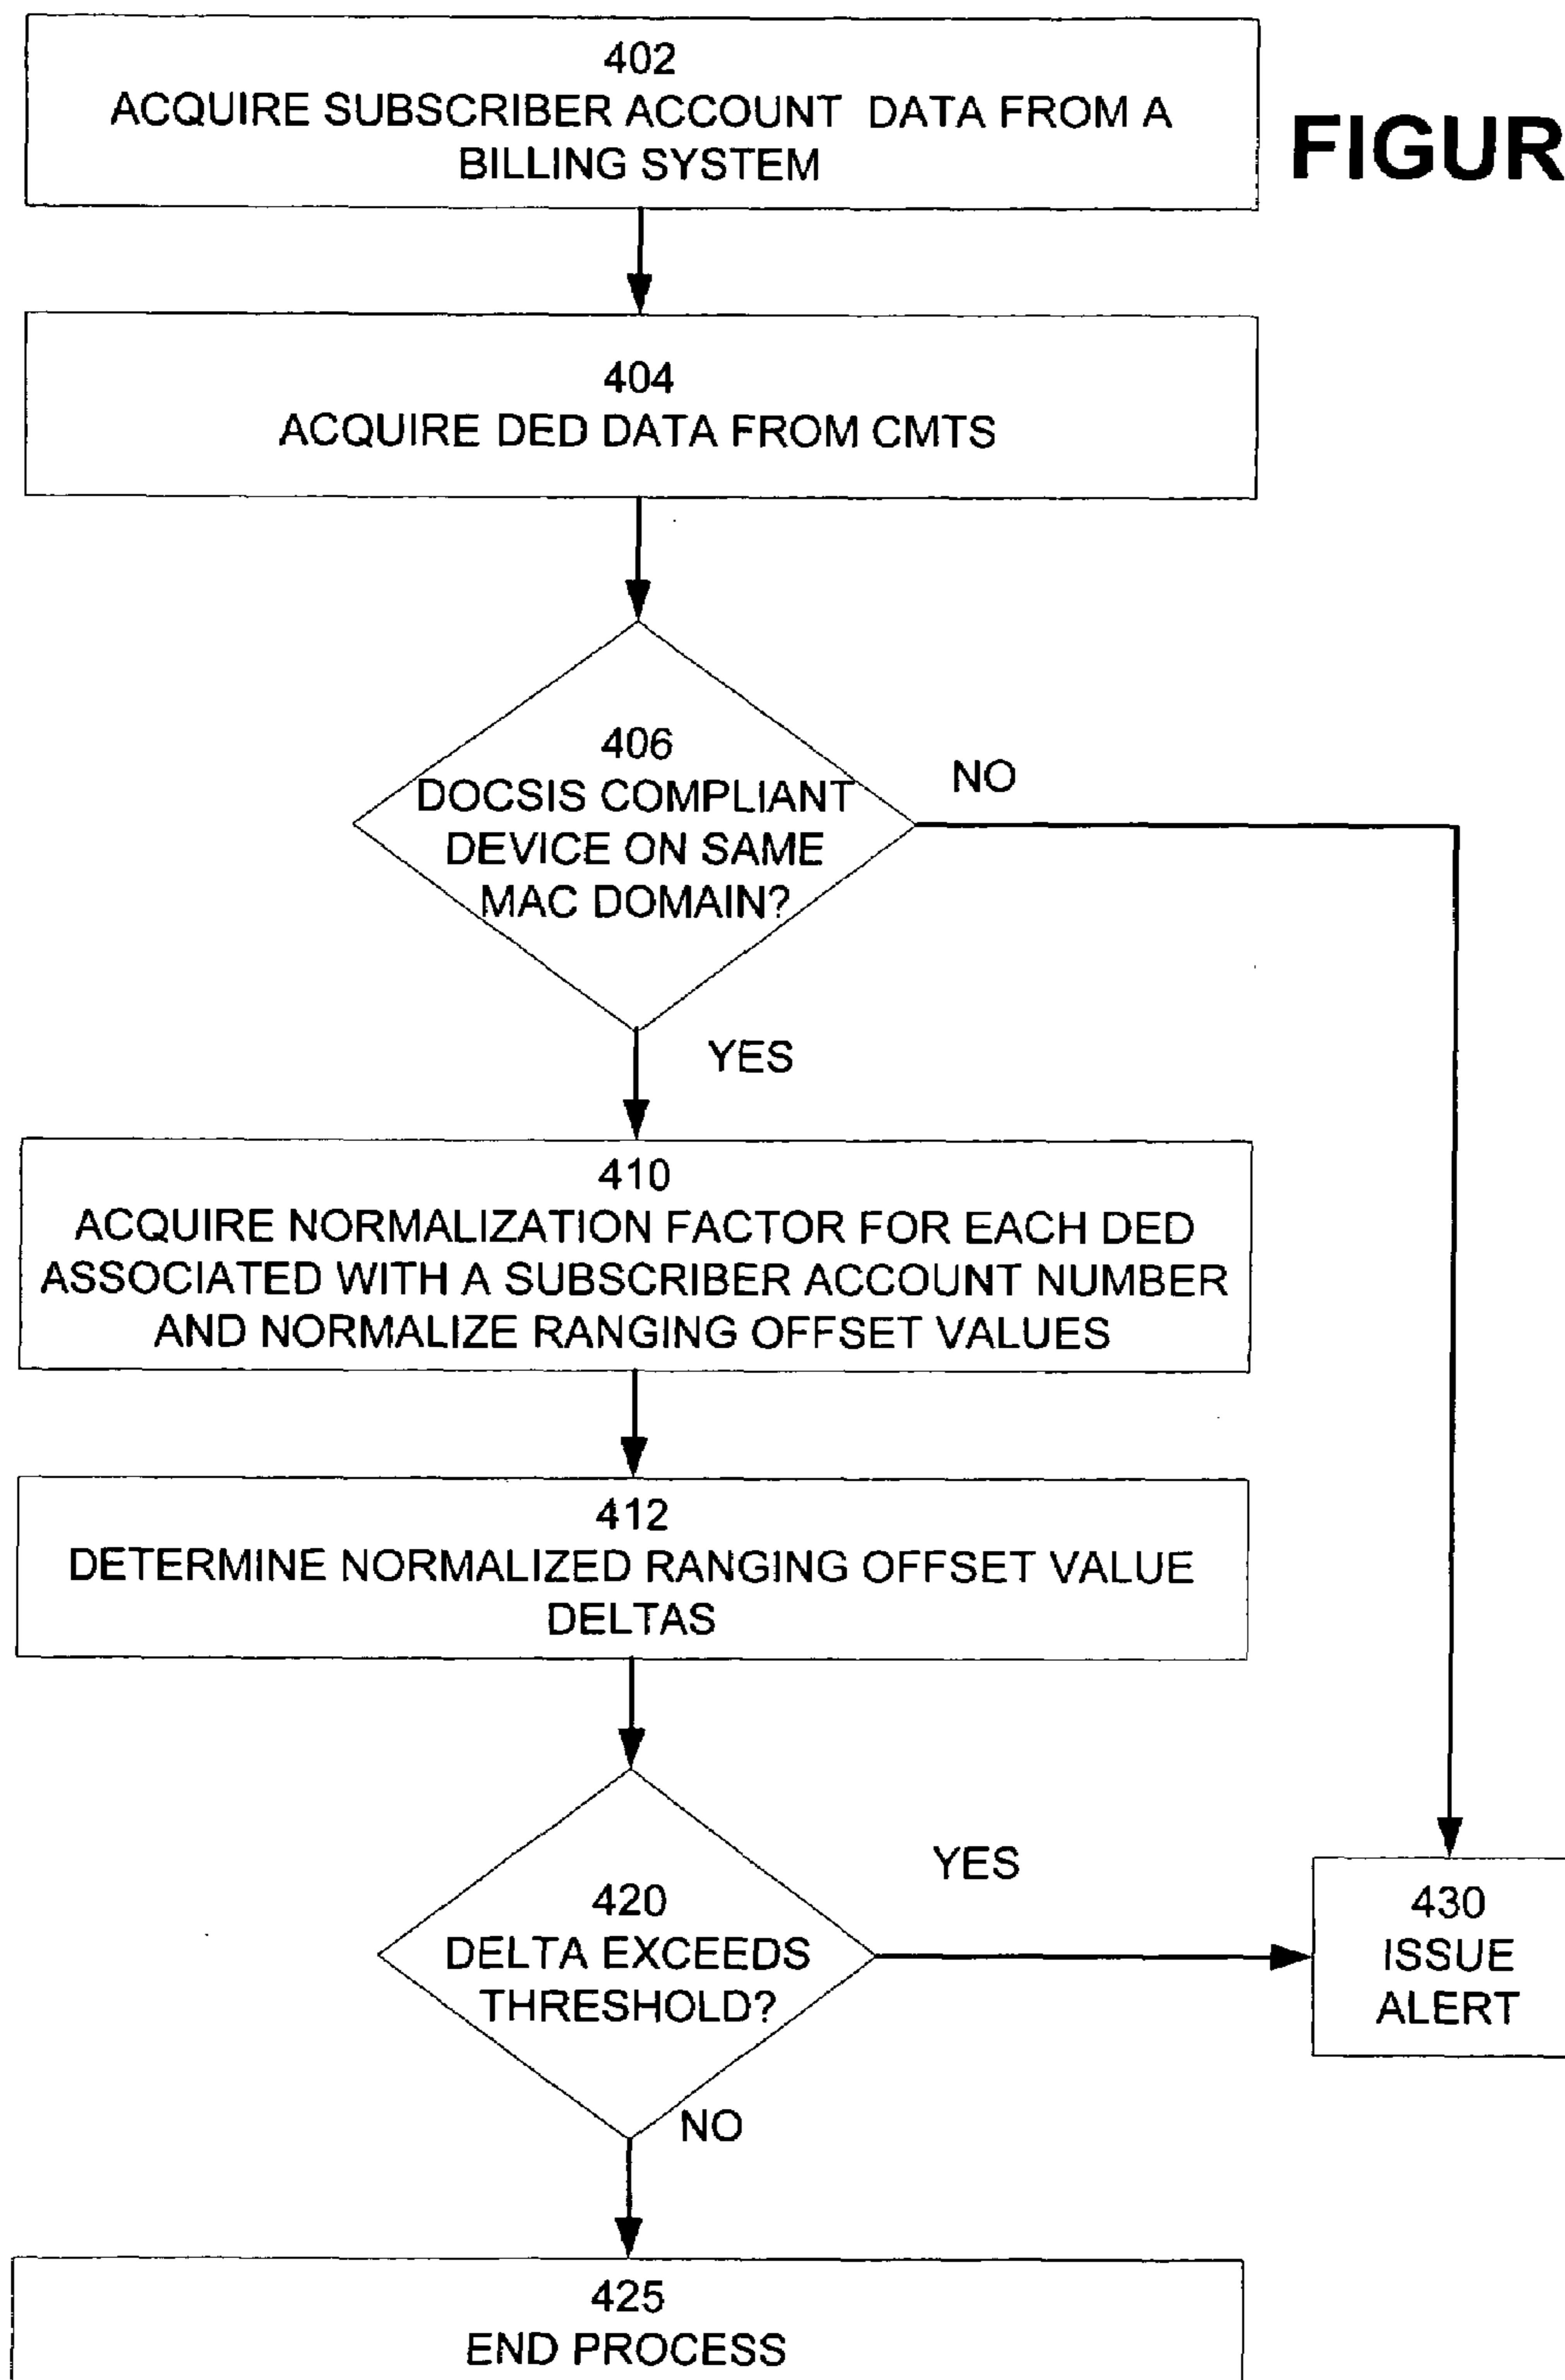 402
ACQUIRE SUBSCRIBER ACCOUNT DATA FROM A
BILLING SYSTEM
FIGUR
404
ACQUIRE DED DATA FROM CMTS
406
DOCSIS COMPLIANT
DEVICE ON SAME
MAC DOMAIN?
NO
YES
410
ACQUIRE NORMALIZATION FACTOR FOR EACH DED
ASSOCIATED WITH A SUBSCRIBER ACCOUNT NUMBER
AND NORMALIZE RANGING OFFSET VALUES
412
DETERMINE NORMALIZED RANGING OFFSET VALUE
DELTAS
YES
420
DELTA EXCEEDS
THRESHOLD?
430
ISSUE
ALERT
NO
425
END PROCESS